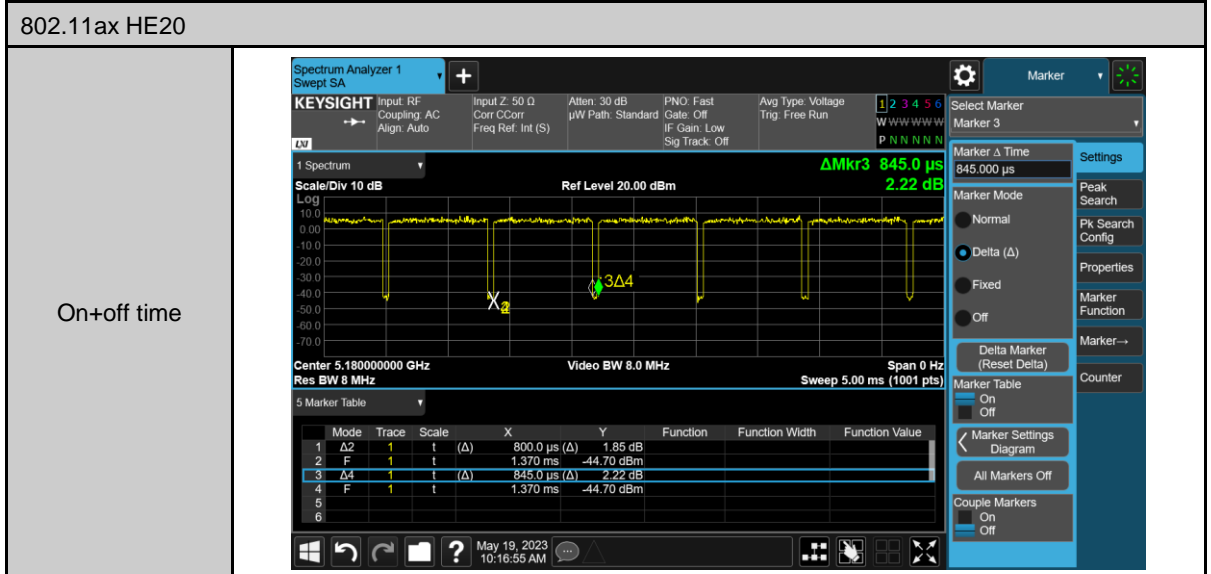 802.11ax HE20
On+off time
Spectrum Analyzer 1
Swept SA
+
Marker
KEYSIGHT
Input: RF
Coupling: AC
Align: Auto
Input Z: 50 Ω
Corr CCorr
Freq Ref: Int (S)
Atten: 30 dB
µW Path: Standard
PNO: Fast
Gate: Off
IF Gain: Low
Sig Track: Off
Avg Type: Voltage
Trig: Free Run
1 2 3 4 5 6
W W W W W W
P N N N N N
LXI
Select Marker
Marker 3
1 Spectrum
ΔMkr3 845.0 µs
2.22 dB
Scale/Div 10 dB
Ref Level 20.00 dBm
Log
10.0
0.00
-10.0
-20.0
-30.0
-40.0
-50.0
-60.0
-70.0
3Δ4
2
Center 5.180000000 GHz
Video BW 8.0 MHz
Span 0 Hz
Res BW 8 MHz
Sweep 5.00 ms (1001 pts)
5 Marker Table
Mode Trace Scale X Y Function Function Width Function Value
1 Δ2 1 t (Δ) 800.0 µs (Δ) 1.85 dB
2 F 1 t 1.370 ms -44.70 dBm
3 Δ4 1 t (Δ) 845.0 µs (Δ) 2.22 dB
4 F 1 t 1.370 ms -44.70 dBm
5
6
Marker Δ Time
845.000 µs
Marker Mode
Normal
Delta (Δ)
Fixed
Off
Delta Marker
(Reset Delta)
Marker Table
On
Off
Marker Settings
Diagram
All Markers Off
Couple Markers
On
Off
Settings
Peak
Search
Pk Search
Config
Properties
Marker
Function
Marker→
Counter
?
May 19, 2023
10:16:55 AM